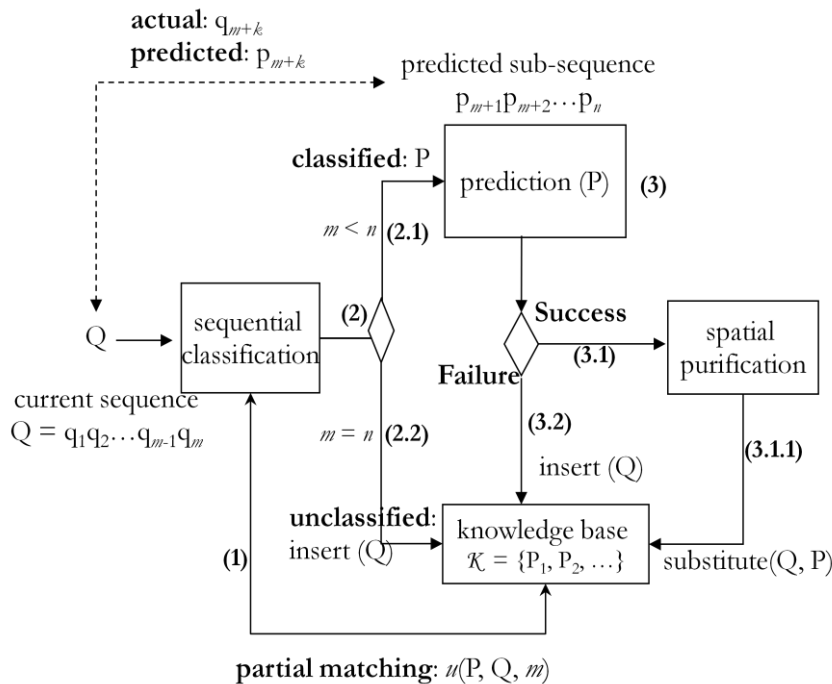 actual: qₘ₊ₖ
predicted: pₘ₊ₖ
predicted sub-sequence
pₘ₊₁pₘ₊₂⋯pₙ
classified: P
prediction (P)
(3)
m < n (2.1)
Q
sequential
classification
(2)
Success
(3.1)
spatial
purification
Failure
current sequence
Q = q₁q₂…qₘ₋₁qₘ
m = n (2.2)
(3.2)
(3.1.1)
insert (Q)
unclassified:
insert (Q)
knowledge base
𝒦 = {P₁, P₂, …}
substitute(Q, P)
(1)
partial matching: u(P, Q, m)